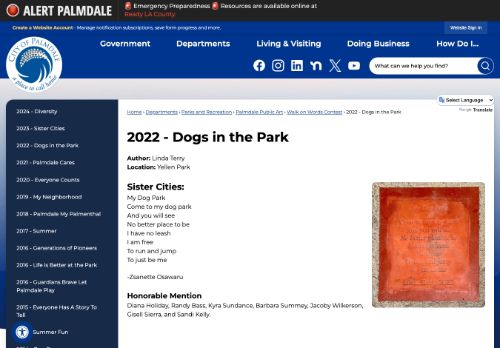 ALERT PALMDALE
Emergency Preparedness Resources are available online at
Ready LA County.
Create a Website Account - Manage notification subscriptions, save form progress and more.
Website Sign In
CITY OF PALMDALE
a place to call home
Government
Departments
Living & Visiting
Doing Business
How Do I...
What can we help you find?
Select Language
Google Translate
Home › Departments › Parks and Recreation › Palmdale Public Art › Walk on Words Contest › 2022 - Dogs in the Park
2024 - Diversity
2023 - Sister Cities
2022 - Dogs in the Park
2021 - Palmdale Cares
2020 - Everyone Counts
2019 - My Neighborhood
2018 - Palmdale My Palmenthal
2017 - Summer
2016 - Generations of Pioneers
2016 - Life is Better at the Park
2016 - Guardians Brave Let
Palmdale Play
2015 - Everyone Has A Story To
Tell
Summer Fun
2022 - Dogs in the Park
Author: Linda Terry
Location: Yellen Park
Sister Cities:
My Dog Park
Come to my dog park
And you will see
No better place to be
I have no leash
I am free
To run and jump
To just be me
-Zsanette Osawaru
Honorable Mention
Diana Holiday, Randy Bass, Kyra Sundance, Barbara Summey, Jacoby Wilkerson,
Gisell Sierra, and Sandi Kelly.